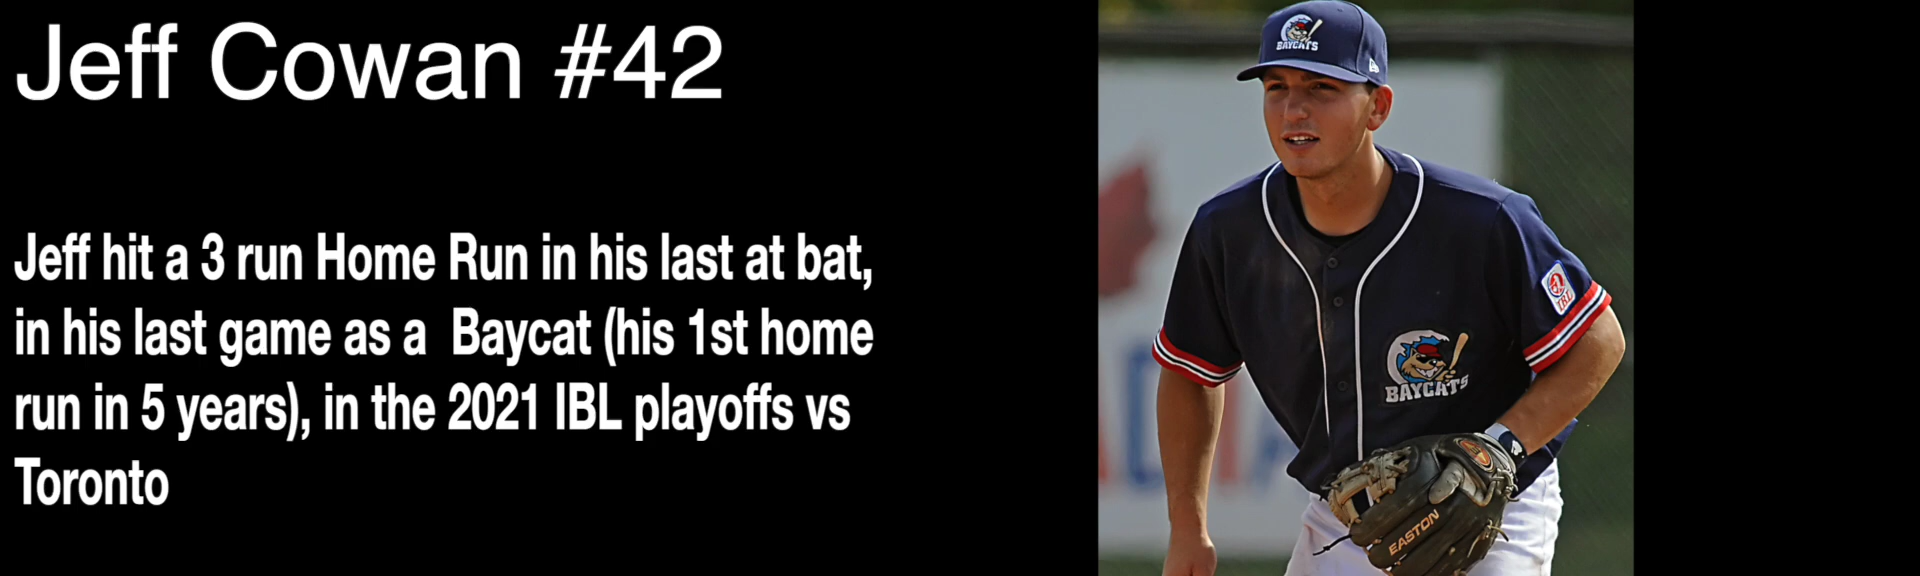 Jeff Cowan #42
Jeff hit a 3 run Home Run in his last at bat,
in his last game as a  Baycat (his 1st home
run in 5 years), in the 2021 IBL playoffs vs
Toronto
BAYCATS
IBL
BAYCATS
EASTON